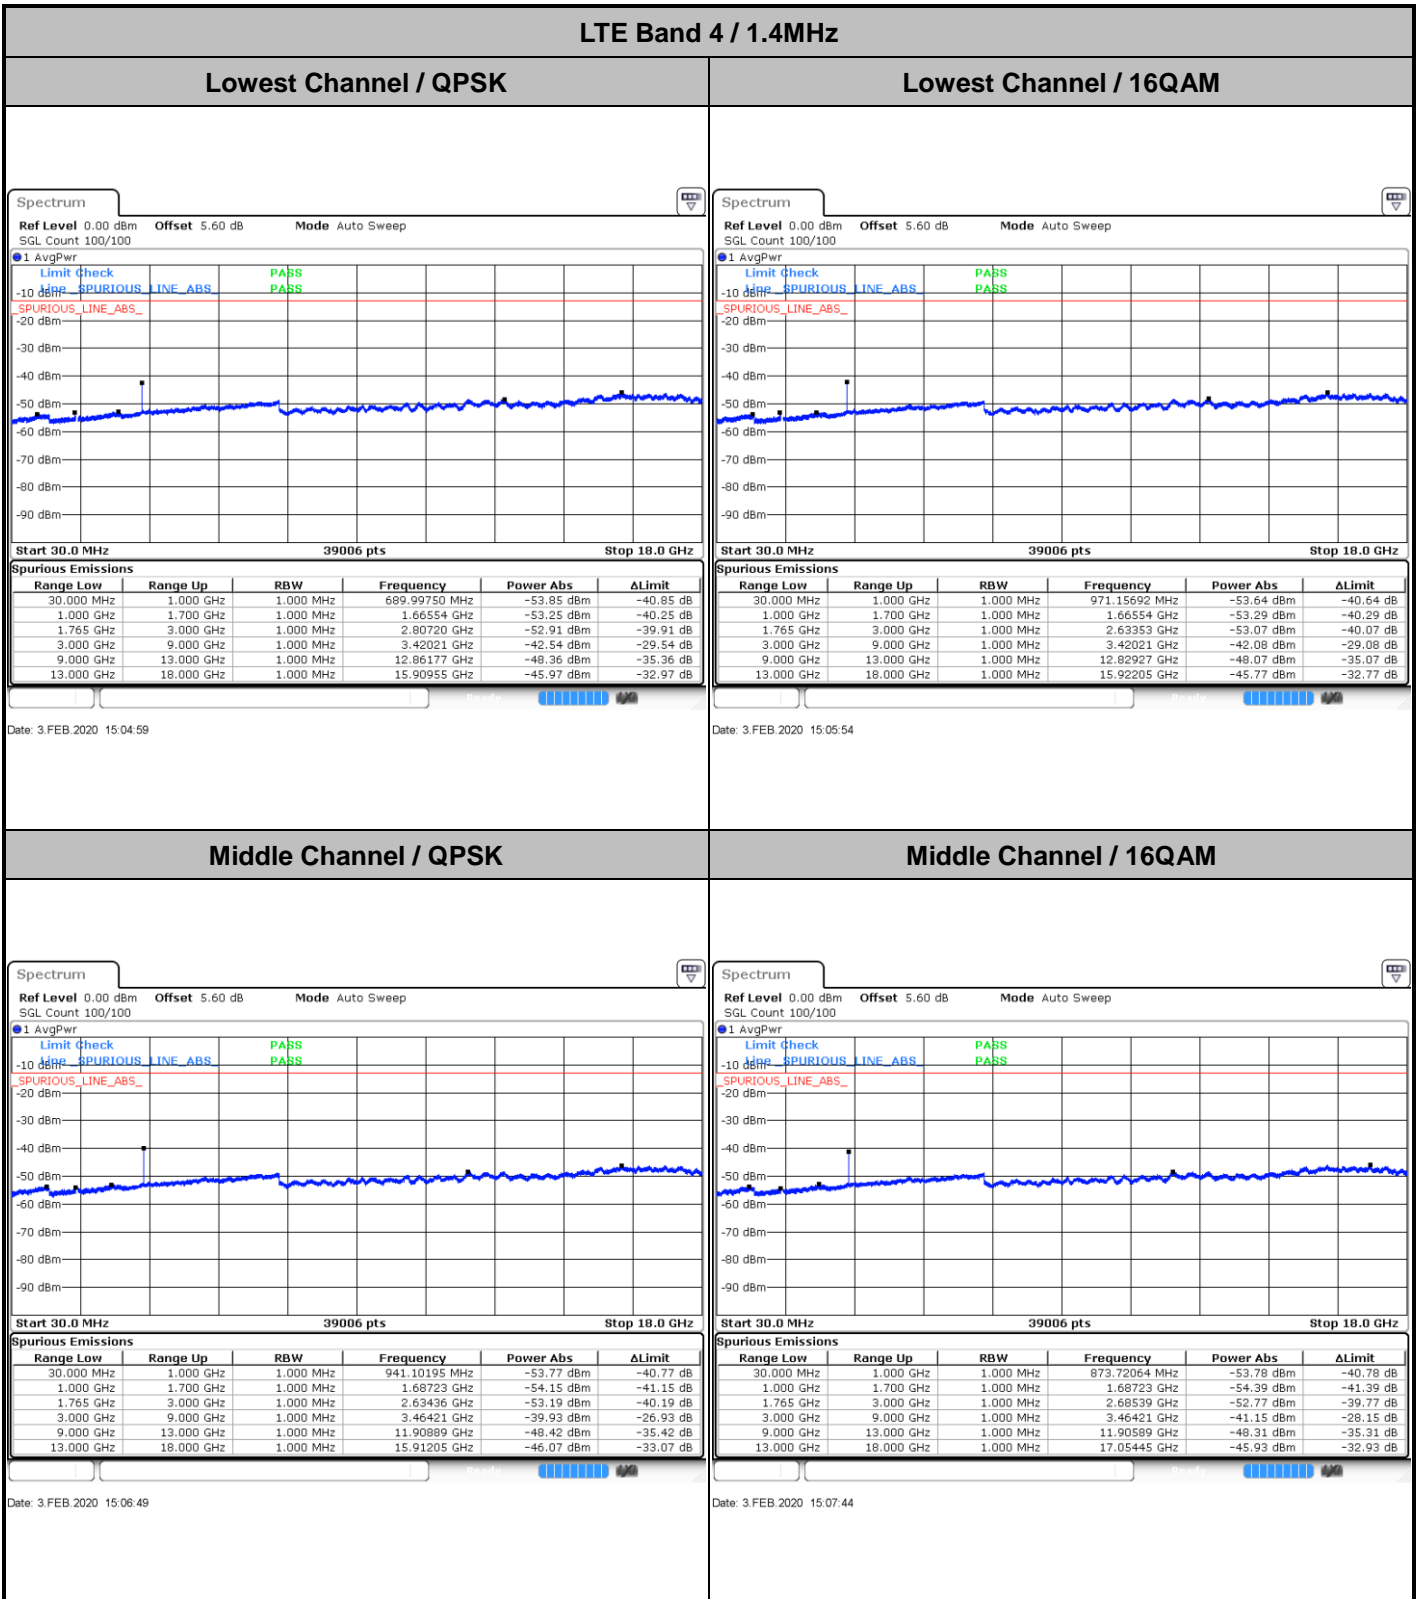 LTE Band 4 / 1.4MHz
Lowest Channel / QPSK
Lowest Channel / 16QAM
Spectrum
Ref Level 0.00 dBm Offset 5.60 dB Mode Auto Sweep
SGL Count 100/100
1 AvgPwr
Limit Check PASS
Line _SPURIOUS_LINE_ABS_ PASS
-10 dBm
_SPURIOUS_LINE_ABS_
-20 dBm
-30 dBm
-40 dBm
-50 dBm
-60 dBm
-70 dBm
-80 dBm
-90 dBm
Start 30.0 MHz 39006 pts Stop 18.0 GHz
Spurious Emissions
Range Low Range Up RBW Frequency Power Abs ΔLimit
30.000 MHz 1.000 GHz 1.000 MHz 689.99750 MHz -53.85 dBm -40.85 dB
1.000 GHz 1.700 GHz 1.000 MHz 1.66554 GHz -53.25 dBm -40.25 dB
1.765 GHz 3.000 GHz 1.000 MHz 2.80720 GHz -52.91 dBm -39.91 dB
3.000 GHz 9.000 GHz 1.000 MHz 3.42021 GHz -42.54 dBm -29.54 dB
9.000 GHz 13.000 GHz 1.000 MHz 12.86177 GHz -48.36 dBm -35.36 dB
13.000 GHz 18.000 GHz 1.000 MHz 15.90955 GHz -45.97 dBm -32.97 dB
Ready
Date: 3.FEB.2020 15:04:59
Spectrum
Ref Level 0.00 dBm Offset 5.60 dB Mode Auto Sweep
SGL Count 100/100
1 AvgPwr
Limit Check PASS
Line _SPURIOUS_LINE_ABS_ PASS
-10 dBm
_SPURIOUS_LINE_ABS_
-20 dBm
-30 dBm
-40 dBm
-50 dBm
-60 dBm
-70 dBm
-80 dBm
-90 dBm
Start 30.0 MHz 39006 pts Stop 18.0 GHz
Spurious Emissions
Range Low Range Up RBW Frequency Power Abs ΔLimit
30.000 MHz 1.000 GHz 1.000 MHz 971.15692 MHz -53.64 dBm -40.64 dB
1.000 GHz 1.700 GHz 1.000 MHz 1.66554 GHz -53.29 dBm -40.29 dB
1.765 GHz 3.000 GHz 1.000 MHz 2.63353 GHz -53.07 dBm -40.07 dB
3.000 GHz 9.000 GHz 1.000 MHz 3.42021 GHz -42.08 dBm -29.08 dB
9.000 GHz 13.000 GHz 1.000 MHz 12.82927 GHz -48.07 dBm -35.07 dB
13.000 GHz 18.000 GHz 1.000 MHz 15.92205 GHz -45.77 dBm -32.77 dB
Ready
Date: 3.FEB.2020 15:05:54
Middle Channel / QPSK
Middle Channel / 16QAM
Spectrum
Ref Level 0.00 dBm Offset 5.60 dB Mode Auto Sweep
SGL Count 100/100
1 AvgPwr
Limit Check PASS
Line _SPURIOUS_LINE_ABS_ PASS
-10 dBm
_SPURIOUS_LINE_ABS_
-20 dBm
-30 dBm
-40 dBm
-50 dBm
-60 dBm
-70 dBm
-80 dBm
-90 dBm
Start 30.0 MHz 39006 pts Stop 18.0 GHz
Spurious Emissions
Range Low Range Up RBW Frequency Power Abs ΔLimit
30.000 MHz 1.000 GHz 1.000 MHz 941.10195 MHz -53.77 dBm -40.77 dB
1.000 GHz 1.700 GHz 1.000 MHz 1.68723 GHz -54.15 dBm -41.15 dB
1.765 GHz 3.000 GHz 1.000 MHz 2.63436 GHz -53.19 dBm -40.19 dB
3.000 GHz 9.000 GHz 1.000 MHz 3.46421 GHz -39.93 dBm -26.93 dB
9.000 GHz 13.000 GHz 1.000 MHz 11.90889 GHz -48.42 dBm -35.42 dB
13.000 GHz 18.000 GHz 1.000 MHz 15.91205 GHz -46.07 dBm -33.07 dB
Ready
Date: 3.FEB.2020 15:06:49
Spectrum
Ref Level 0.00 dBm Offset 5.60 dB Mode Auto Sweep
SGL Count 100/100
1 AvgPwr
Limit Check PASS
Line _SPURIOUS_LINE_ABS_ PASS
-10 dBm
_SPURIOUS_LINE_ABS_
-20 dBm
-30 dBm
-40 dBm
-50 dBm
-60 dBm
-70 dBm
-80 dBm
-90 dBm
Start 30.0 MHz 39006 pts Stop 18.0 GHz
Spurious Emissions
Range Low Range Up RBW Frequency Power Abs ΔLimit
30.000 MHz 1.000 GHz 1.000 MHz 873.72064 MHz -53.78 dBm -40.78 dB
1.000 GHz 1.700 GHz 1.000 MHz 1.68723 GHz -54.39 dBm -41.39 dB
1.765 GHz 3.000 GHz 1.000 MHz 2.68539 GHz -52.77 dBm -39.77 dB
3.000 GHz 9.000 GHz 1.000 MHz 3.46421 GHz -41.15 dBm -28.15 dB
9.000 GHz 13.000 GHz 1.000 MHz 11.90589 GHz -48.31 dBm -35.31 dB
13.000 GHz 18.000 GHz 1.000 MHz 17.05445 GHz -45.93 dBm -32.93 dB
Ready
Date: 3.FEB.2020 15:07:44